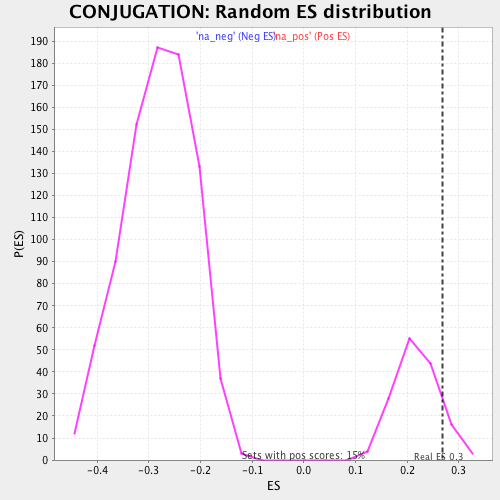 CONJUGATION: Random ES distribution
'na_neg' (Neg ES) 'na_pos' (Pos ES)
190
180
170
160
150
140
130
120
110
100
90
80
70
60
50
40
30
20
10
0
P(ES)
Sets with pos scores: 15%
Real ES 0.3
-0.4 -0.3 -0.2 -0.1 0.0 0.1 0.2 0.3
ES